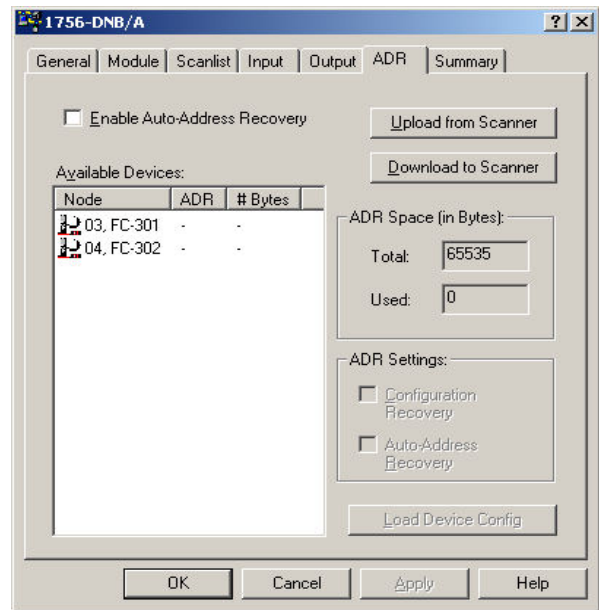 1756-DNB/A
General Module Scanlist Input Output ADR Summary
Enable Auto-Address Recovery
Upload from Scanner
Download to Scanner
Available Devices:
Node ADR # Bytes
03, FC-301 - -
04, FC-302 - -
ADR Space (in Bytes):
Total: 65535
Used: 0
ADR Settings:
Configuration
Recovery
Auto-Address
Recovery
Load Device Config
OK Cancel Apply Help